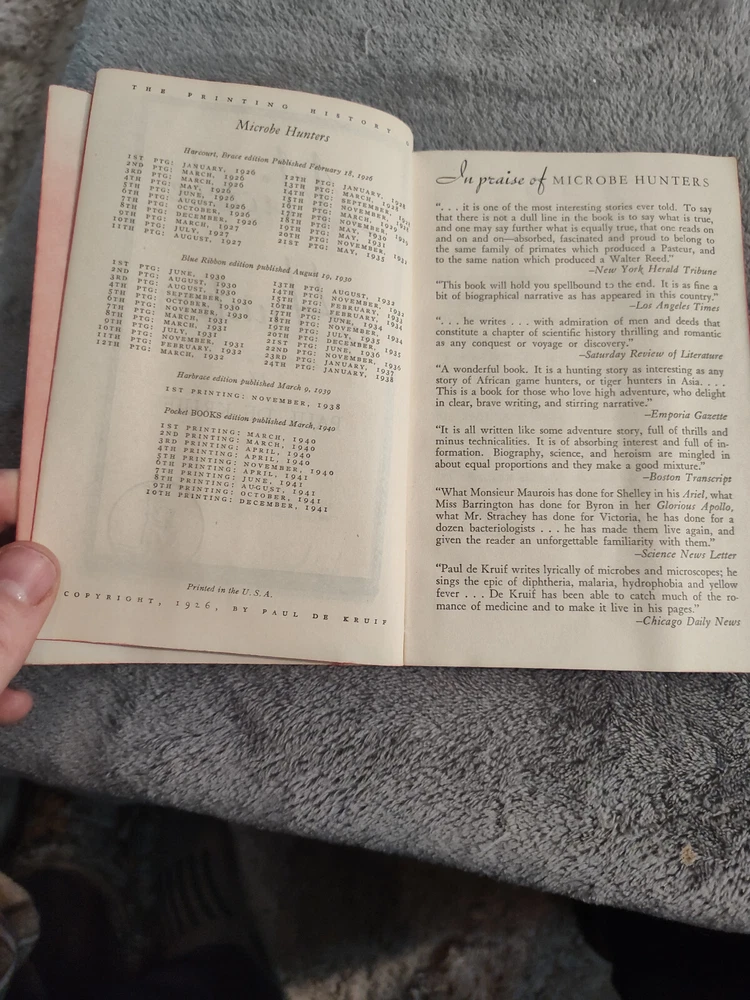 THE PRINTING HISTORY
Microbe Hunters
Harcourt, Brace edition Published February 18, 1926
1ST PTG: JANUARY, 1926
2ND PTG: MARCH, 1926
3RD PTG: MARCH, 1926
4TH PTG: MAY, 1926
5TH PTG: JUNE, 1926
6TH PTG: AUGUST, 1926
7TH PTG: OCTOBER, 1926
8TH PTG: DECEMBER, 1926
9TH PTG: MARCH, 1927
10TH PTG: JULY, 1927
11TH PTG: AUGUST, 1927
12TH PTG: JANUARY, 1928
13TH PTG: MARCH,
14TH PTG: SEPTEMBER,
15TH PTG: NOVEMBER,
16TH PTG: MARCH,
17TH PTG: NOVEMBER,
18TH PTG: MAY, 1930
19TH PTG: MAY, 1931
20TH PTG: NOVEMBER,
21ST PTG: MAY, 1935
Blue Ribbon edition published August 19, 1930
1ST PTG: JUNE, 1930
2ND PTG: AUGUST, 1930
3RD PTG: AUGUST, 1930
4TH PTG: SEPTEMBER, 1930
5TH PTG: OCTOBER, 1930
6TH PTG: NOVEMBER, 1930
7TH PTG: MARCH, 1931
8TH PTG: MARCH, 1931
9TH PTG: JULY, 1931
10TH PTG: NOVEMBER, 1931
11TH PTG: FEBRUARY, 1932
12TH PTG: MARCH, 1932
13TH PTG: AUGUST, 1932
14TH PTG: NOVEMBER,
15TH PTG: FEBRUARY,
16TH PTG: FEBRUARY, 1934
17TH PTG: JUNE, 1934
18TH PTG: NOVEMBER, 1934
19TH PTG: JULY, 1935
20TH PTG: DECEMBER, 1935
21ST PTG: JUNE, 1936
22ND PTG: NOVEMBER, 1936
23RD PTG: JANUARY, 1937
24TH PTG: JANUARY, 1938
Harbrace edition published March 9, 1939
1ST PRINTING: NOVEMBER, 1938
Pocket BOOKS edition published March, 1940
1ST PRINTING: MARCH, 1940
2ND PRINTING: MARCH, 1940
3RD PRINTING: APRIL, 1940
4TH PRINTING: APRIL, 1940
5TH PRINTING: NOVEMBER, 1940
6TH PRINTING: APRIL, 1941
7TH PRINTING: JUNE, 1941
8TH PRINTING: AUGUST, 1941
9TH PRINTING: OCTOBER, 1941
10TH PRINTING: DECEMBER, 1941
Printed in the U.S.A.
COPYRIGHT, 1926, BY PAUL DE KRUIF
In praise of MICROBE HUNTERS
". . . it is one of the most interesting stories ever told. To say
that there is not a dull line in the book is to say what is true,
and one may say further what is equally true, that one reads on
and on and on—absorbed, fascinated and proud to belong to
the same family of primates which produced a Pasteur, and
to the same nation which produced a Walter Reed."
—New York Herald Tribune
"This book will hold you spellbound to the end. It is as fine a
bit of biographical narrative as has appeared in this country."
—Los Angeles Times
". . . he writes . . . with admiration of men and deeds that
constitute a chapter of scientific history thrilling and romantic
as any conquest or voyage or discovery."
—Saturday Review of Literature
"A wonderful book. It is a hunting story as interesting as any
story of African game hunters, or tiger hunters in Asia. . . .
This is a book for those who love high adventure, who delight
in clear, brave writing, and stirring narrative."
—Emporia Gazette
"It is all written like some adventure story, full of thrills and
minus technicalities. It is of absorbing interest and full of in-
formation. Biography, science, and heroism are mingled in
about equal proportions and they make a good mixture."
—Boston Transcript
"What Monsieur Maurois has done for Shelley in his Ariel, what
Miss Barrington has done for Byron in her Glorious Apollo,
what Mr. Strachey has done for Victoria, he has done for a
dozen bacteriologists . . . he has made them live again, and
given the reader an unforgettable familiarity with them."
—Science News Letter
"Paul de Kruif writes lyrically of microbes and microscopes; he
sings the epic of diphtheria, malaria, hydrophobia and yellow
fever . . . De Kruif has been able to catch much of the ro-
mance of medicine and to make it live in his pages."
—Chicago Daily News